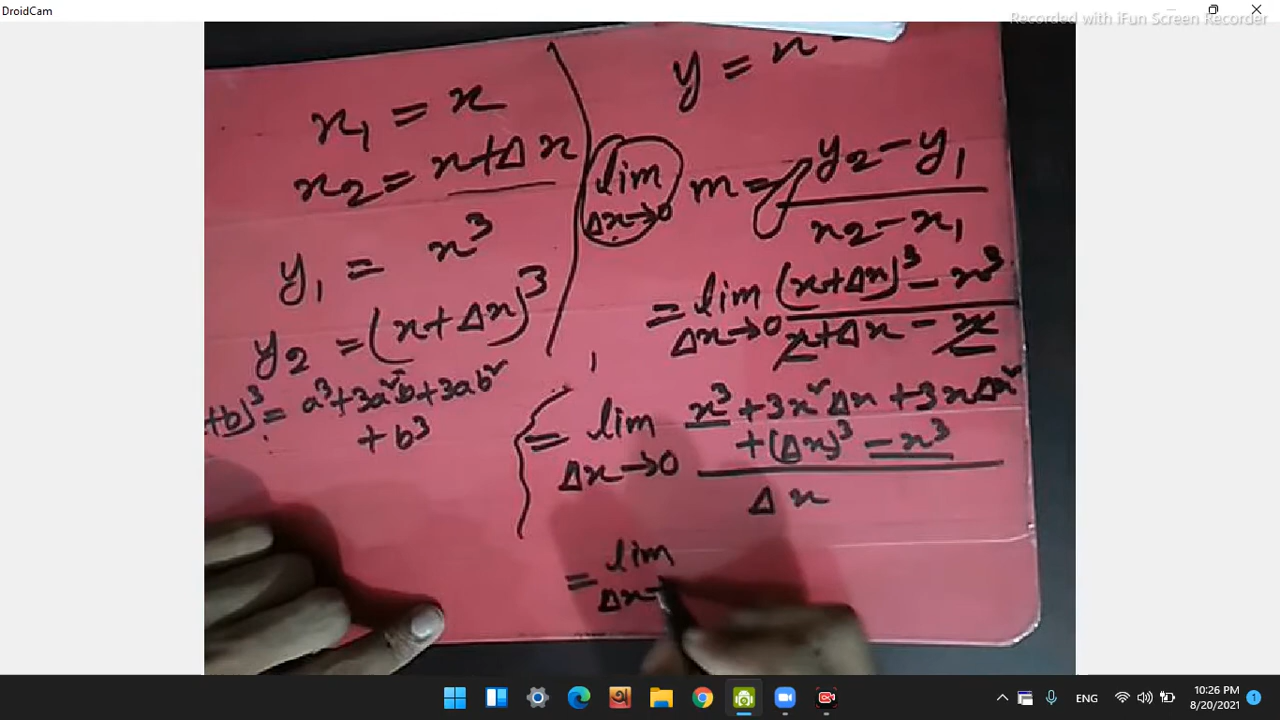 DroidCam
Recorded with iFun Screen Recorder
x₁ = x
x₂ = x+Δx
y₁ = x³
y₂ = (x+Δx)³
+b)³ = a³+3a²b+3ab²
+ b³
y = x
lim m = y₂-y₁
Δx→0 x₂-x₁
= lim (x+Δx)³ - x³
Δx→0 x+Δx - x
= lim x³ +3x²Δx +3xΔx²
+(Δx)³ - x³
Δx→0
Δx
= lim
Δx→
ENG
10:26 PM
8/20/2021
1